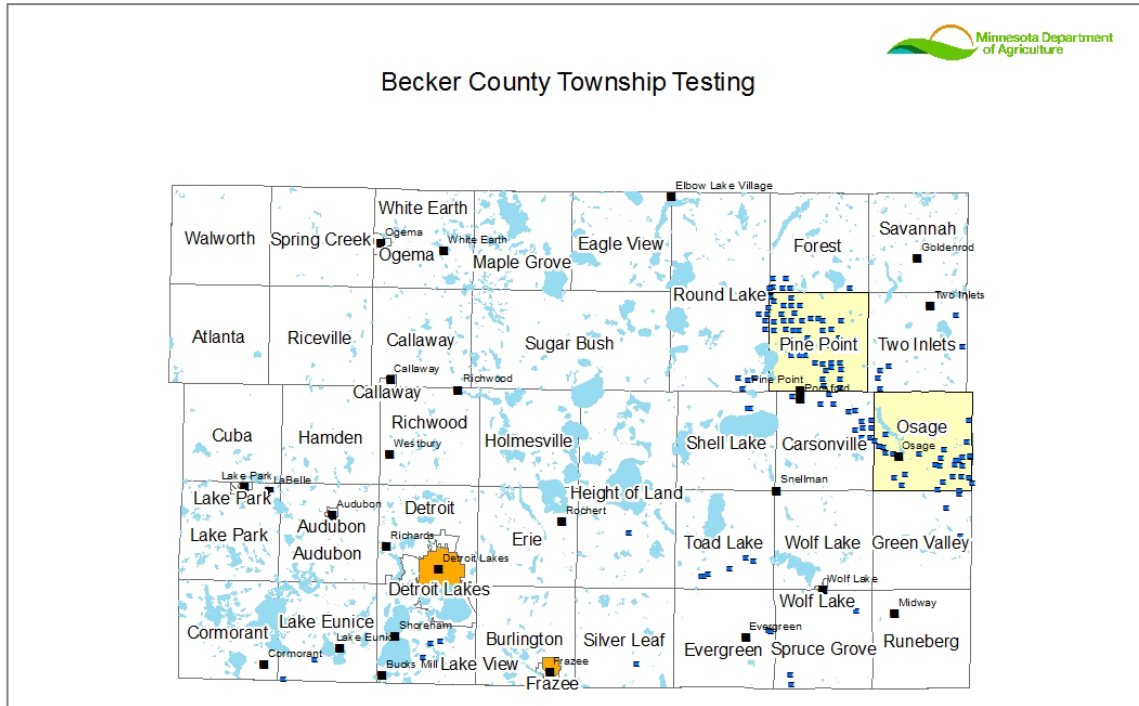 Minnesota Department
of Agriculture
Becker County Township Testing
Elbow Lake Village
White Earth
Savannah
Walworth
Spring Creek
Ogema
Ogema
White Earth
Maple Grove
Eagle View
Forest
Goldenrod
Round Lake
Two Inlets
Atlanta
Riceville
Callaway
Sugar Bush
Pine Point
Two Inlets
Callaway
Callaway
Richwood
Pine Point
Ponsford
Cuba
Hamden
Richwood
Westbury
Holmesville
Shell Lake
Carsonville
Osage
Osage
Lake Park
LaBelle
Lake Park
Snellman
Height of Land
Audubon
Audubon
Detroit
Rochert
Lake Park
Audubon
Richards
Erie
Toad Lake
Wolf Lake
Green Valley
Detroit Lakes
Detroit Lakes
Wolf Lake
Wolf Lake
Midway
Cormorant
Lake Eunice
Shoreham
Lake Eunice
Burlington
Silver Leaf
Evergreen
Evergreen
Spruce Grove
Runeberg
Cormorant
Bucks Mill
Lake View
Frazee
Frazee